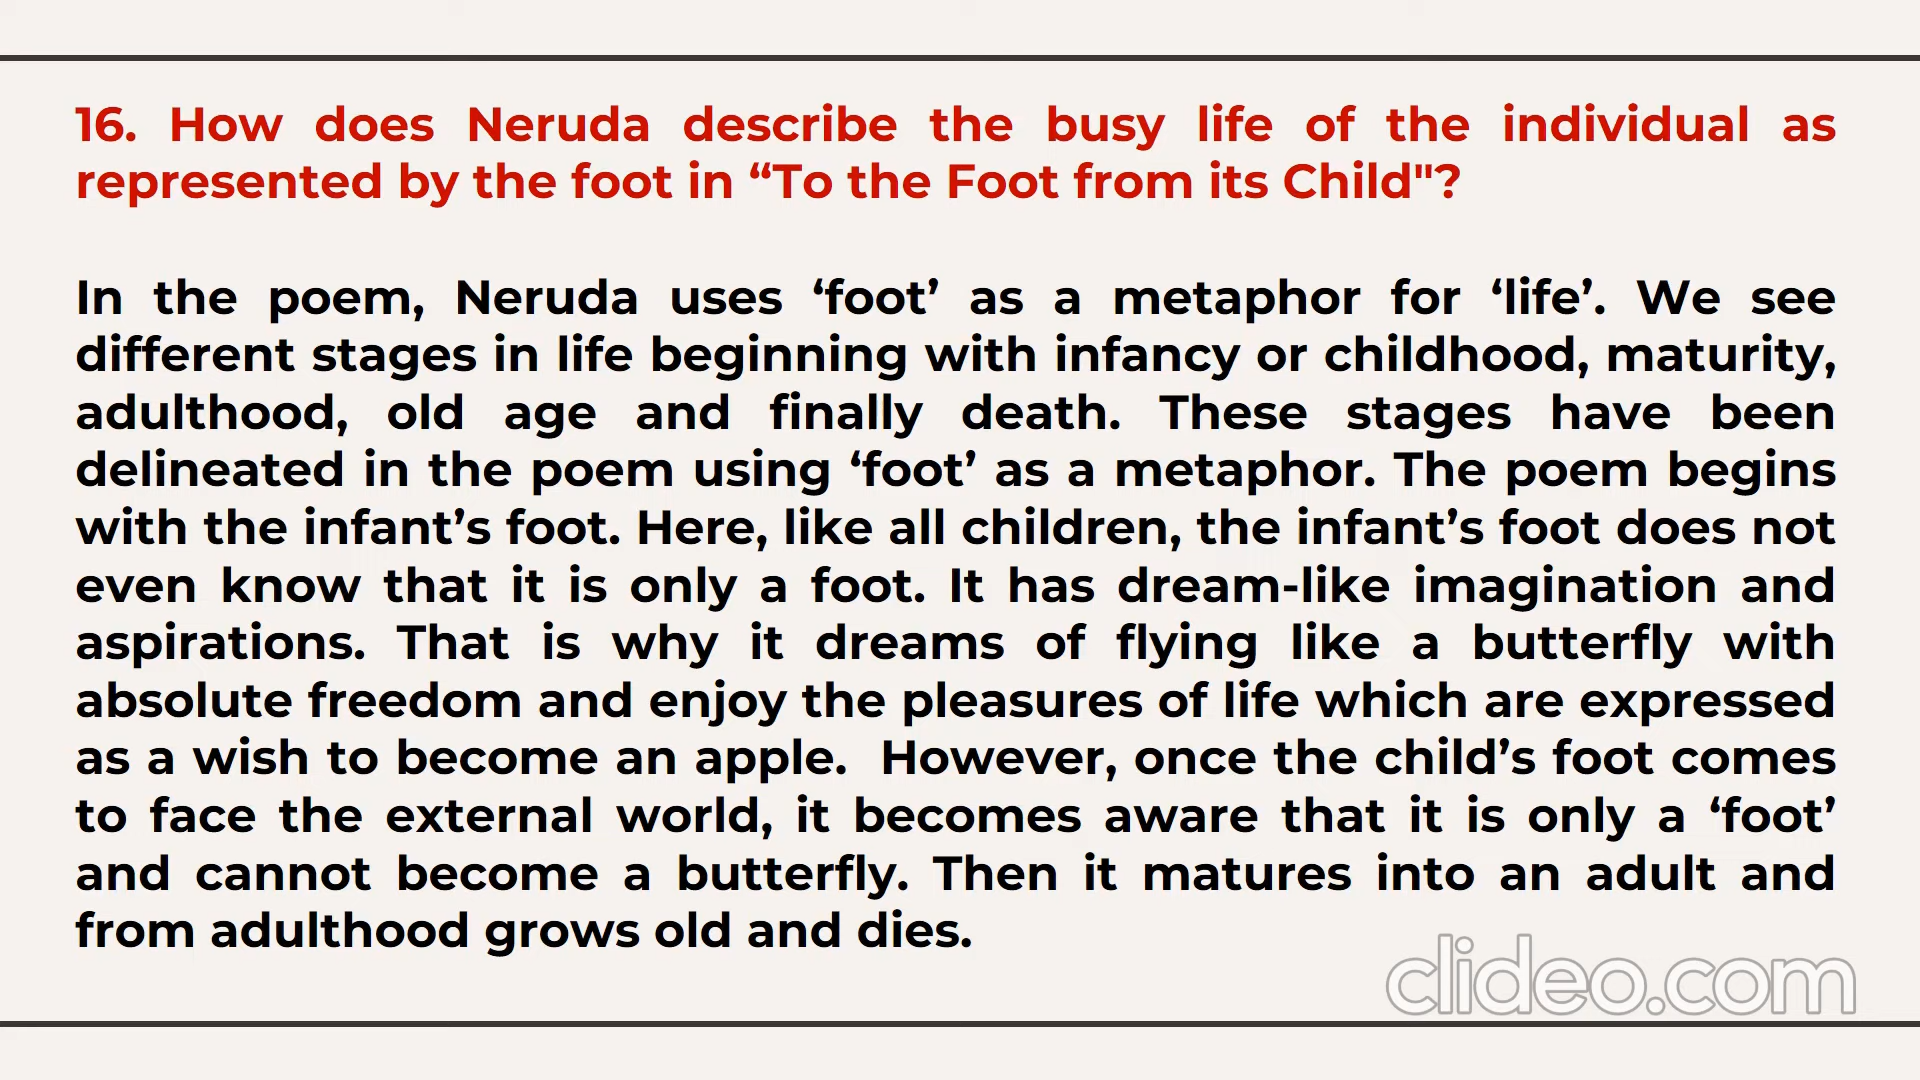 16. How does Neruda describe the busy life of the individual as
represented by the foot in “To the Foot from its Child"?
In the poem, Neruda uses ‘foot’ as a metaphor for ‘life’. We see
different stages in life beginning with infancy or childhood, maturity,
adulthood, old age and finally death. These stages have been
delineated in the poem using ‘foot’ as a metaphor. The poem begins
with the infant’s foot. Here, like all children, the infant’s foot does not
even know that it is only a foot. It has dream-like imagination and
aspirations. That is why it dreams of flying like a butterfly with
absolute freedom and enjoy the pleasures of life which are expressed
as a wish to become an apple.  However, once the child’s foot comes
to face the external world, it becomes aware that it is only a ‘foot’
and cannot become a butterfly. Then it matures into an adult and
from adulthood grows old and dies.
clideo.com